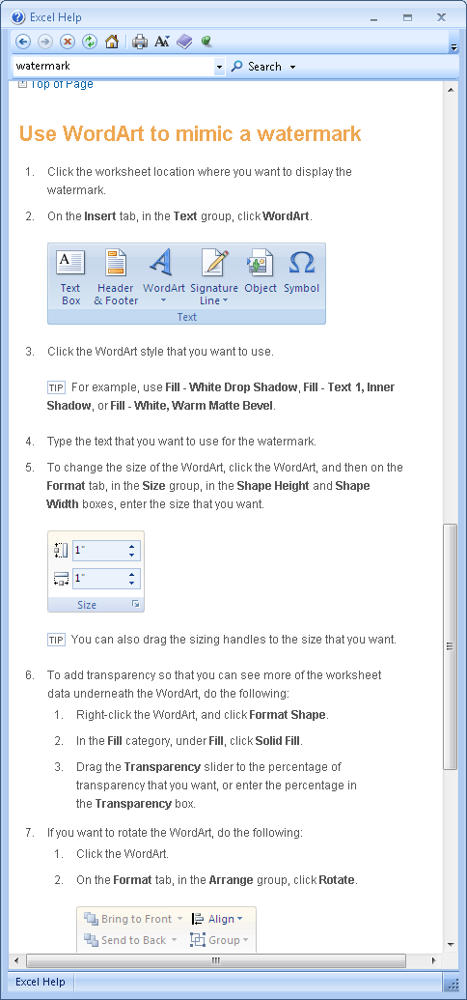 Excel Help
watermark
Search
Top of Page
Use WordArt to mimic a watermark
1. Click the worksheet location where you want to display the
watermark.
2. On the Insert tab, in the Text group, click WordArt.
A
Text Header WordArt Signature Object Symbol
Box & Footer Line
Text
3. Click the WordArt style that you want to use.
TIP For example, use Fill - White Drop Shadow, Fill - Text 1, Inner
Shadow, or Fill - White, Warm Matte Bevel.
4. Type the text that you want to use for the watermark.
5. To change the size of the WordArt, click the WordArt, and then on the
Format tab, in the Size group, in the Shape Height and Shape
Width boxes, enter the size that you want.
1"
1"
Size
TIP You can also drag the sizing handles to the size that you want.
6. To add transparency so that you can see more of the worksheet
data underneath the WordArt, do the following:
1. Right-click the WordArt, and click Format Shape.
2. In the Fill category, under Fill, click Solid Fill.
3. Drag the Transparency slider to the percentage of
transparency that you want, or enter the percentage in
the Transparency box.
7. If you want to rotate the WordArt, do the following:
1. Click the WordArt.
2. On the Format tab, in the Arrange group, click Rotate.
Bring to Front Align
Send to Back Group
Excel Help